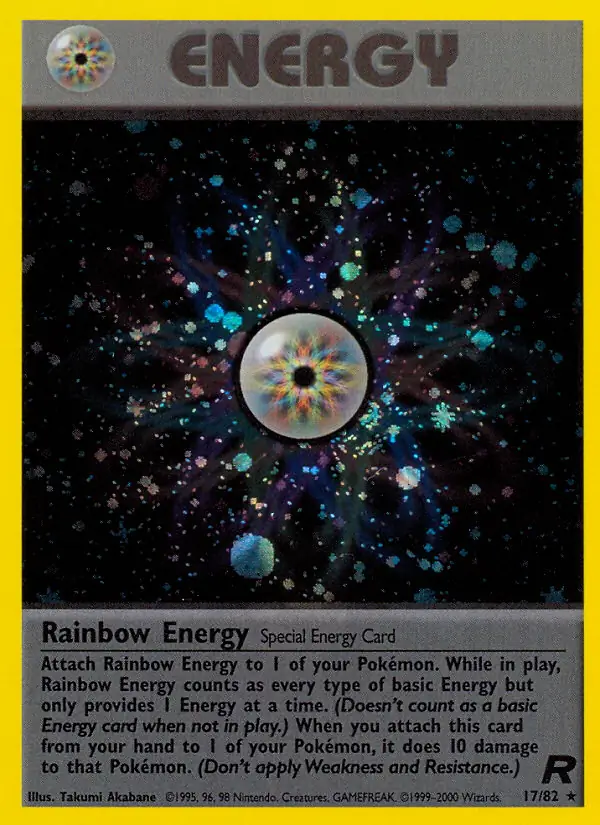 ENERGY
Rainbow Energy Special Energy Card
Attach Rainbow Energy to 1 of your Pokémon. While in play,
Rainbow Energy counts as every type of basic Energy but
only provides 1 Energy at a time. (Doesn't count as a basic
Energy card when not in play.) When you attach this card
from your hand to 1 of your Pokémon, it does 10 damage
to that Pokémon. (Don't apply Weakness and Resistance.)
R
Illus. Takumi Akabane ©1995, 96, 98 Nintendo, Creatures, GAMEFREAK. ©1999-2000 Wizards. 17/82 ★